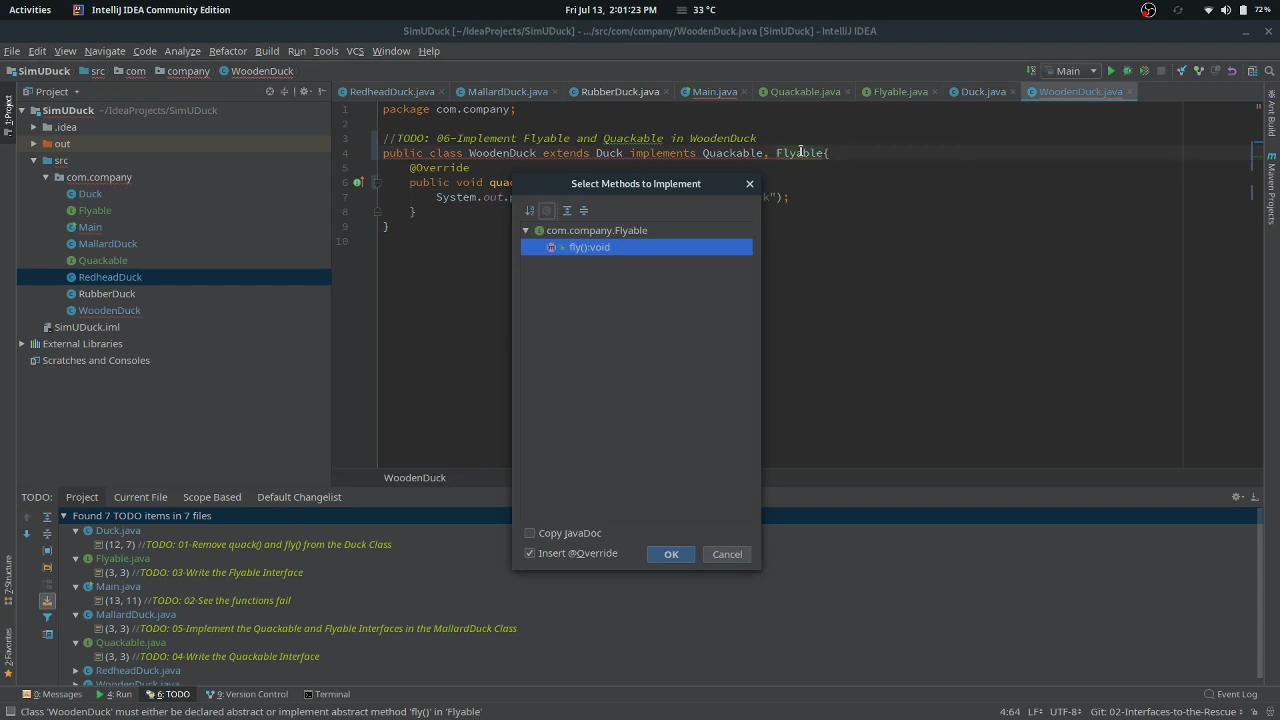 Activities
IntelliJ IDEA Community Edition
Fri Jul 13, 2:01:23 PM
33 °C
72%
SimUDuck [~/IdeaProjects/SimUDuck] - .../src/com/company/WoodenDuck.java [SimUDuck] - IntelliJ IDEA
File Edit View Navigate Code Analyze Refactor Build Run Tools VCS Window Help
SimUDuck src com company WoodenDuck
Main
Project
RedheadDuck.java MallardDuck.java RubberDuck.java Main.java Quackable.java Flyable.java Duck.java WoodenDuck.java
SimUDuck ~/IdeaProjects/SimUDuck
.idea
out
src
com.company
Duck
Flyable
Main
MallardDuck
Quackable
RedheadDuck
RubberDuck
WoodenDuck
SimUDuck.iml
External Libraries
Scratches and Consoles
1: Project
7: Structure
2: Favorites
Ant Build
Maven Projects
1 package com.company;
2
3 //TODO: 06-Implement Flyable and Quackable in WoodenDuck
4 public class WoodenDuck extends Duck implements Quackable, Flyable{
5 @Override
6 public void quac
7 System.out.p k");
8 }
9 }
10
WoodenDuck
Select Methods to Implement
com.company.Flyable
fly():void
Copy JavaDoc
Insert @Override
OK
Cancel
TODO: Project Current File Scope Based Default Changelist
Found 7 TODO items in 7 files
Duck.java
(12, 7) //TODO: 01-Remove quack() and fly() from the Duck Class
Flyable.java
(3, 3) //TODO: 03-Write the Flyable Interface
Main.java
(13, 11) //TODO: 02-See the functions fail
MallardDuck.java
(3, 3) //TODO: 05-Implement the Quackable and Flyable Interfaces in the MallardDuck Class
Quackable.java
(3, 3) //TODO: 04-Write the Quackable Interface
RedheadDuck.java
WoodenDuck.java
0: Messages 4: Run 6: TODO 9: Version Control Terminal Event Log
Class 'WoodenDuck' must either be declared abstract or implement abstract method 'fly()' in 'Flyable'
4:64 LF÷ UTF-8÷ Git: 02-Interfaces-to-the-Rescue÷